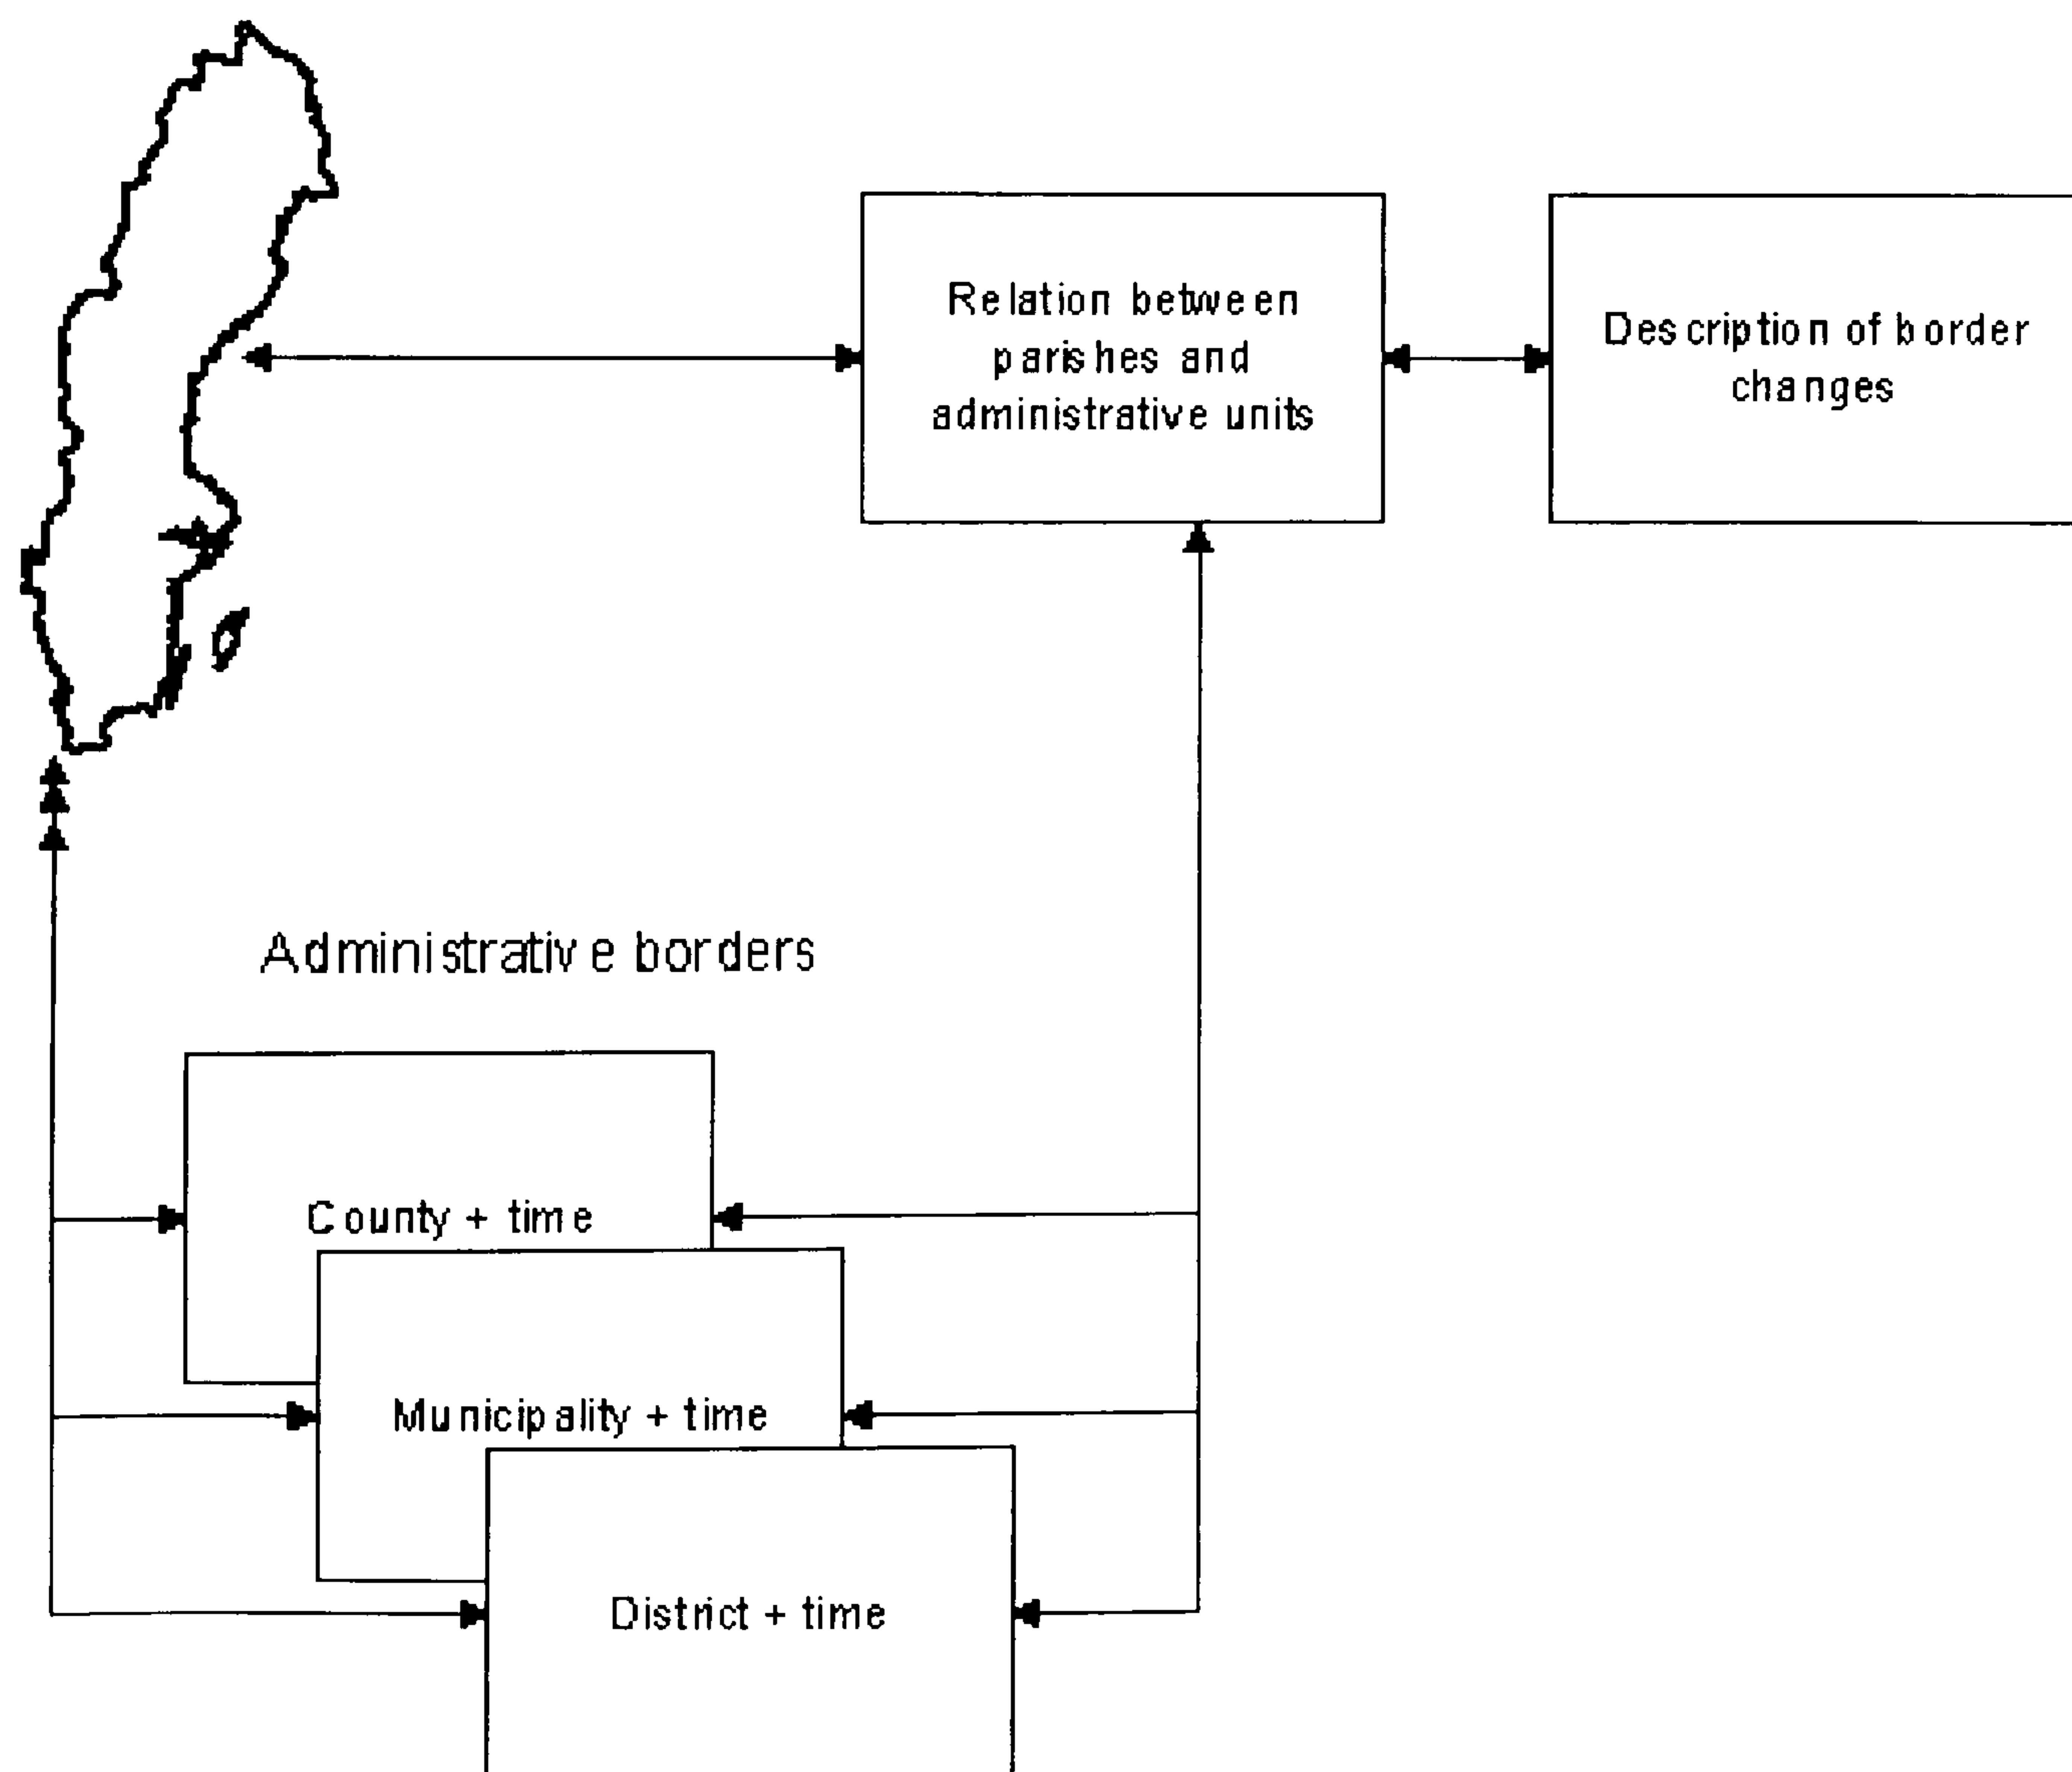 Relation between
parishes and
administrative units
Description of border
changes
Administrative borders
County + time
Municipality + time
District + time